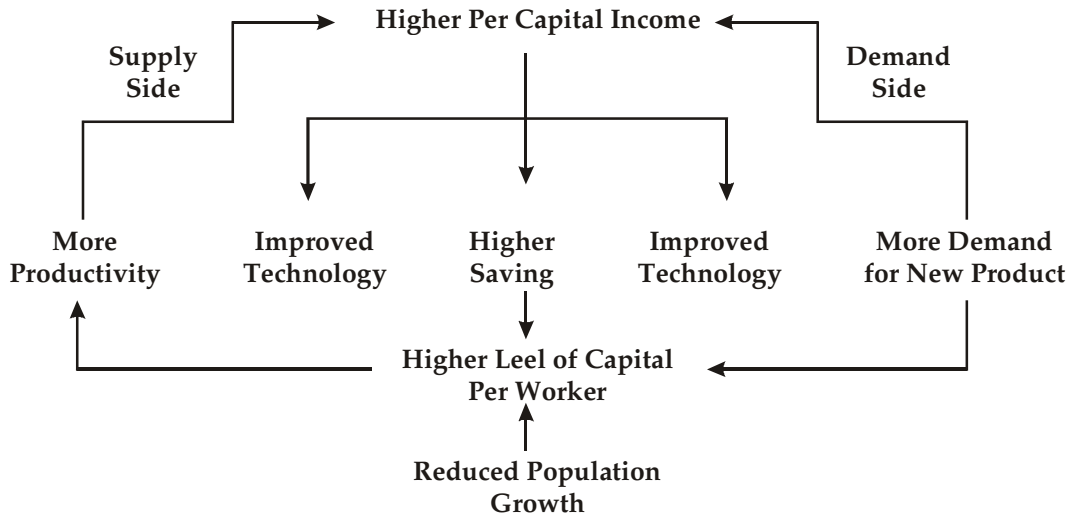 Higher Per Capital Income
Supply
Side
Demand
Side
More
Productivity
Improved
Technology
Higher
Saving
Improved
Technology
More Demand
for New Product
Higher Leel of Capital
Per Worker
Reduced Population
Growth